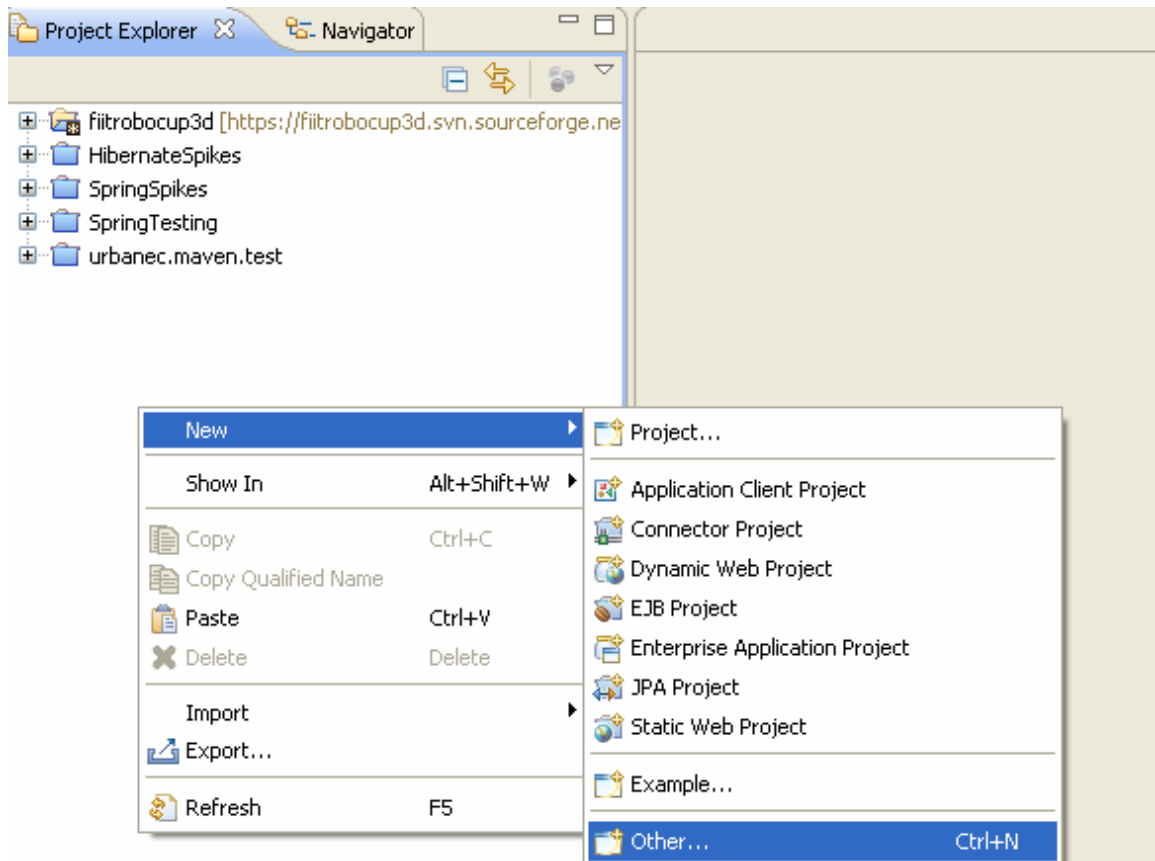 Project Explorer Navigator
fiitrobocup3d [https://fiitrobocup3d.svn.sourceforge.ne
HibernateSpikes
SpringSpikes
SpringTesting
urbanec.maven.test
New
Show In Alt+Shift+W
Copy Ctrl+C
Copy Qualified Name
Paste Ctrl+V
Delete Delete
Import
Export...
Refresh F5
Project...
Application Client Project
Connector Project
Dynamic Web Project
EJB Project
Enterprise Application Project
JPA Project
Static Web Project
Example...
Other... Ctrl+N